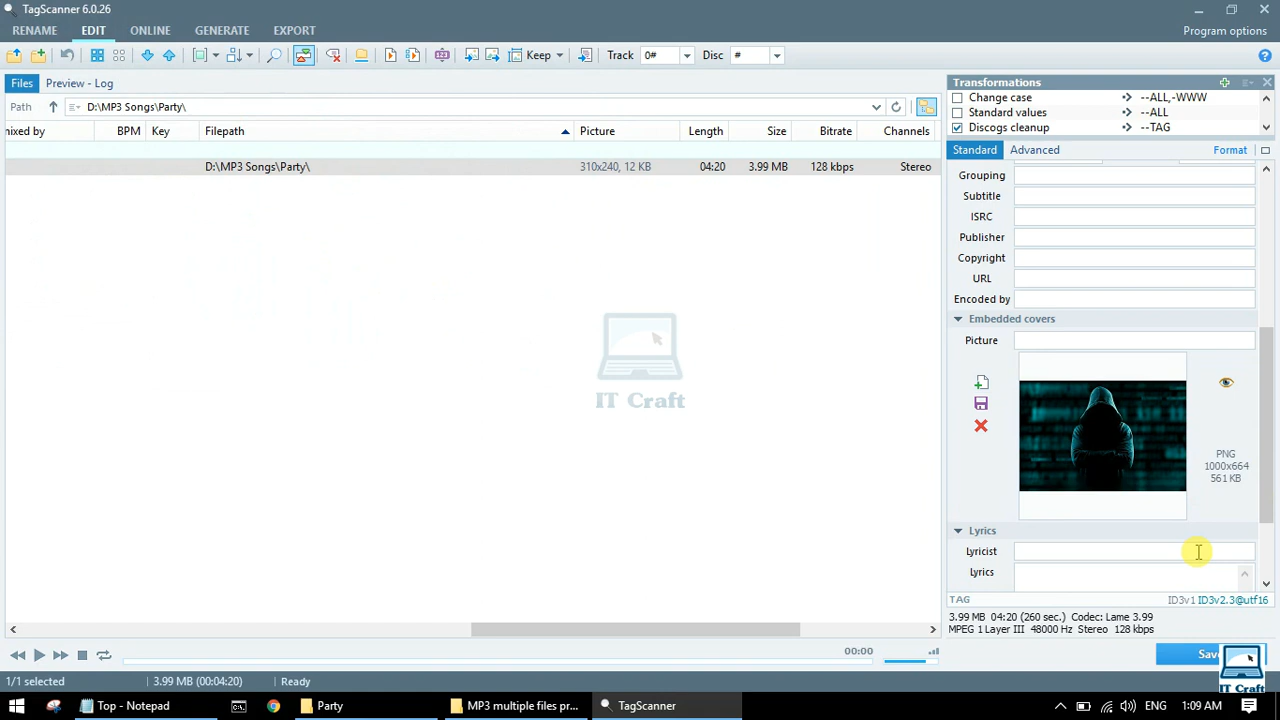 TagScanner 6.0.26
RENAME EDIT ONLINE GENERATE EXPORT
Program options
Keep Track 0# Disc #
Files Preview - Log
Path D:\MP3 Songs\Party\
mixed by BPM Key Filepath Picture Length Size Bitrate Channels
D:\MP3 Songs\Party\ 310x240, 12 KB 04:20 3.99 MB 128 kbps Stereo
IT Craft
Transformations
Change case --ALL,-WWW
Standard values --ALL
Discogs cleanup --TAG
Standard Advanced Format
Grouping
Subtitle
ISRC
Publisher
Copyright
URL
Encoded by
Embedded covers
Picture
PNG
1000x664
561 KB
Lyrics
Lyricist
Lyrics
TAG ID3v1 ID3v2.3@utf16
3.99 MB 04:20 (260 sec.) Codec: Lame 3.99
MPEG 1 Layer III 48000 Hz Stereo 128 kbps
00:00
IT Craft
1/1 selected 3.99 MB (00:04:20) Ready
Top - Notepad Party MP3 multiple files pr... TagScanner ENG 1:09 AM